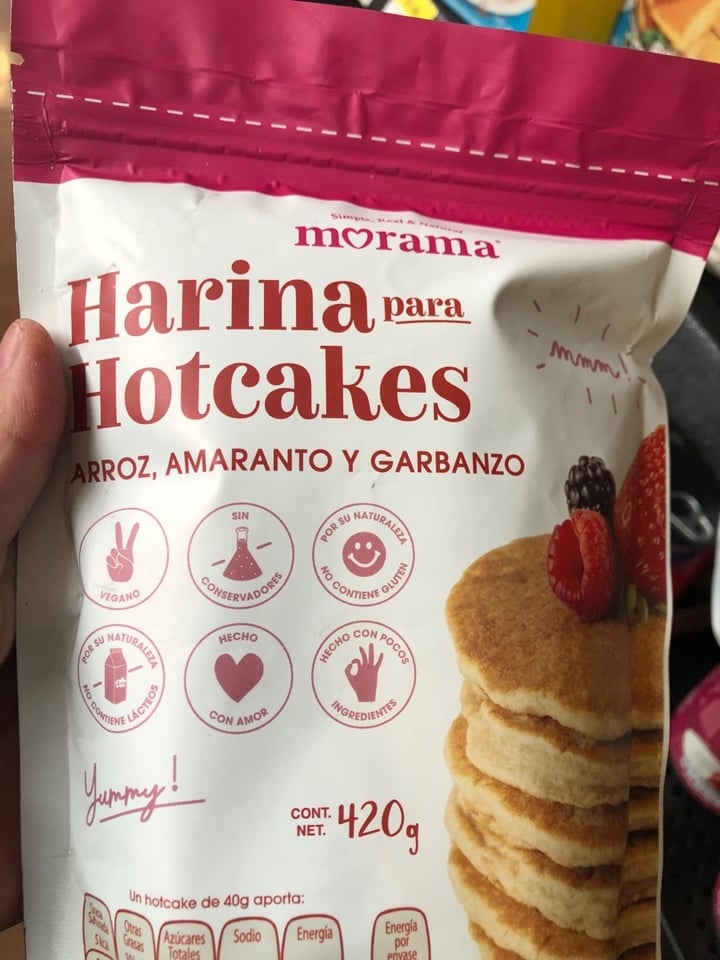 Simple, Real & Natural
morama
Harina para
Hotcakes
mmm!
ARROZ, AMARANTO Y GARBANZO
VEGANO
SIN
CONSERVADORES
POR SU NATURALEZA
NO CONTIENE GLUTEN
POR SU NATURALEZA
NO CONTIENE LÁCTEOS
HECHO
CON AMOR
HECHO CON POCOS
INGREDIENTES
Yummy!
CONT.
NET. 420g
Un hotcake de 40g aporta:
Grasa
Saturada
Otras
Grasas
Azúcares
Totales
Sodio
Energía
Energía
por
envase